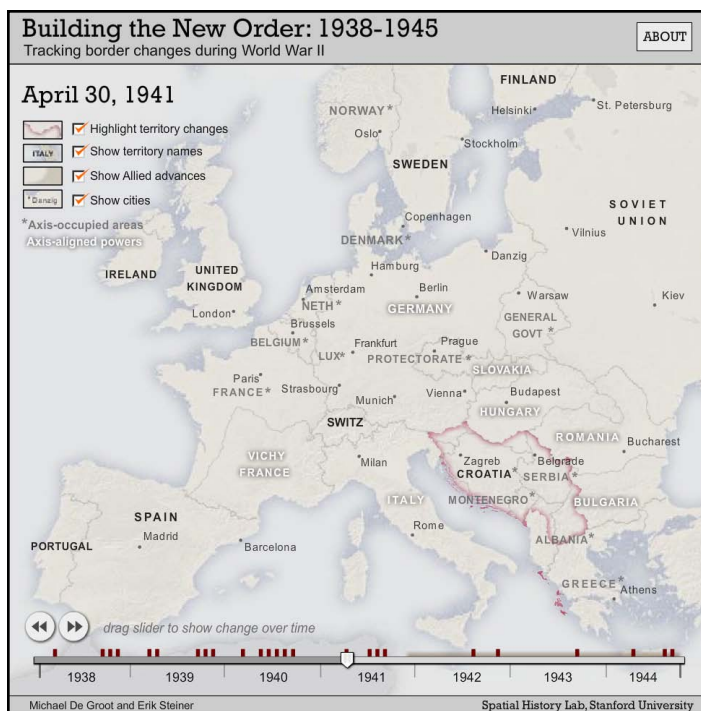 Building the New Order: 1938-1945
Tracking border changes during World War II
ABOUT
April 30, 1941
Highlight territory changes
ITALY
Show territory names
Show Allied advances
Danzig
Show cities
*Axis-occupied areas
Axis-aligned powers
FINLAND
NORWAY*
Helsinki
St. Petersburg
Oslo
Stockholm
SWEDEN
SOVIET
UNION
Copenhagen
Vilnius
DENMARK*
Danzig
IRELAND
UNITED
KINGDOM
Hamburg
Amsterdam
Berlin
Warsaw
Kiev
NETH*
GERMANY
London
GENERAL
GOVT*
Brussels
BELGIUM*
Frankfurt
Prague
LUX*
PROTECTORATE*
SLOVAKIA
Paris
FRANCE*
Strasbourg
Munich
Vienna
Budapest
HUNGARY
SWITZ
ROMANIA
Bucharest
VICHY
FRANCE
Milan
Zagreb
Belgrade
CROATIA*
SERBIA*
ITALY
MONTENEGRO*
BULGARIA
SPAIN
Madrid
Rome
PORTUGAL
Barcelona
ALBANIA*
GREECE*
Athens
drag slider to show change over time
1938 1939 1940 1941 1942 1943 1944
Michael De Groot and Erik Steiner
Spatial History Lab, Stanford University